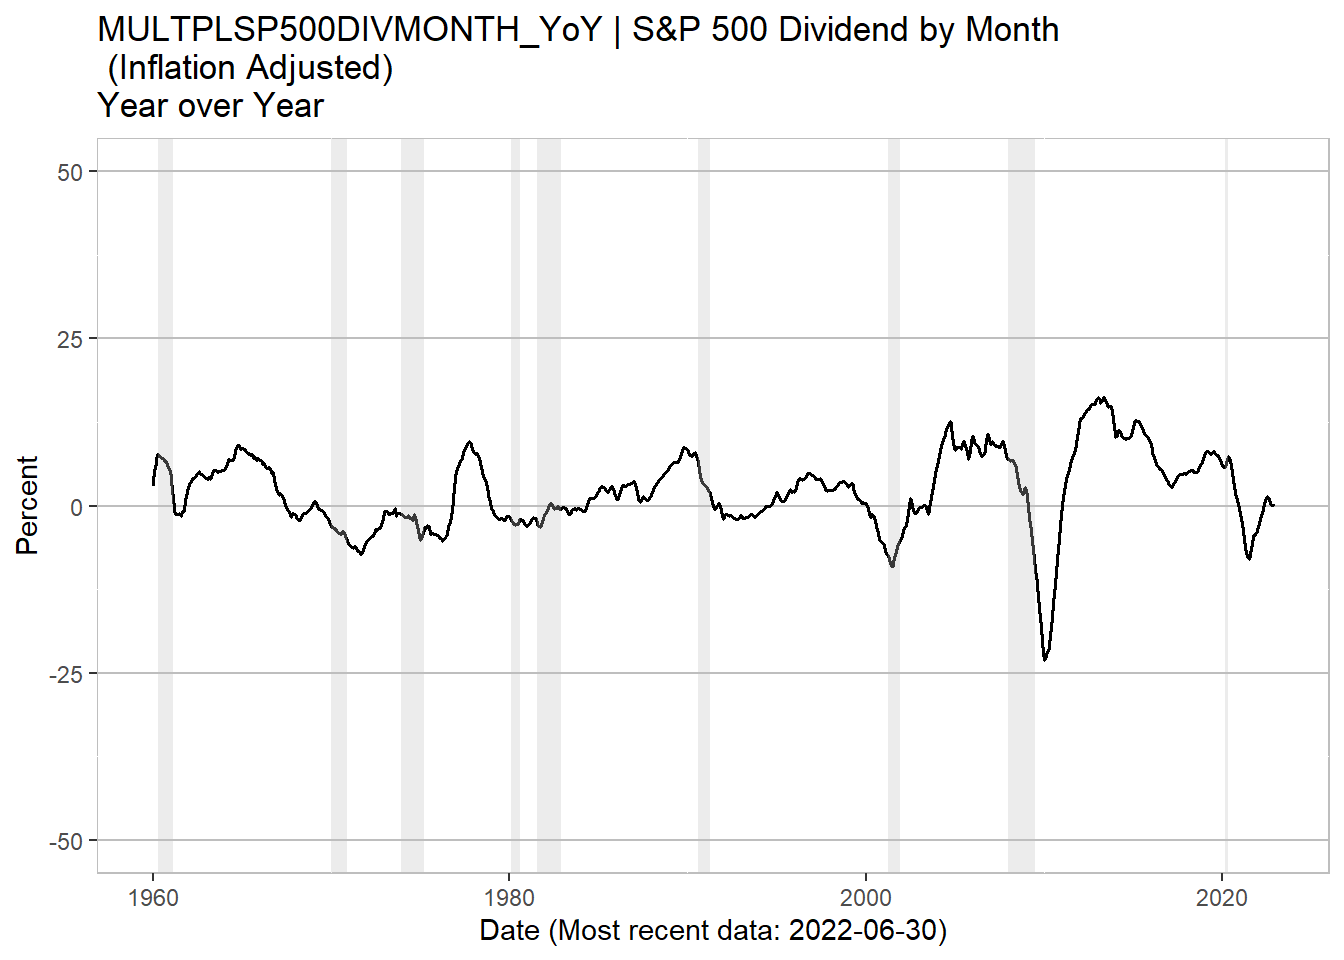 MULTPLSP500DIVMONTH_YoY | S&P 500 Dividend by Month
(Inflation Adjusted)
Year over Year
50
25
0
-25
-50
Percent
1960 1980 2000 2020
Date (Most recent data: 2022-06-30)